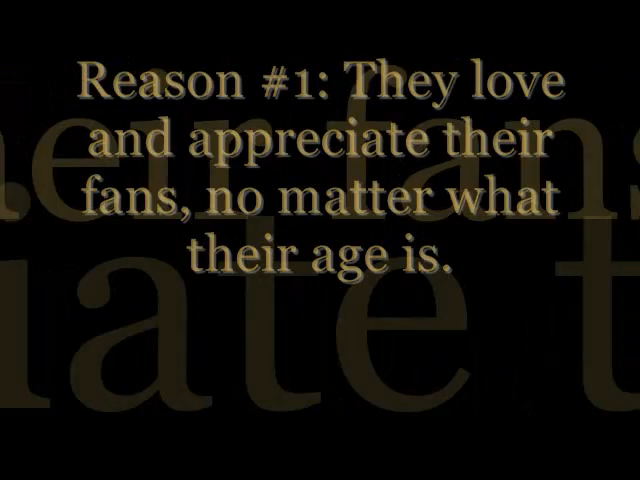 Reason #1: They love
and appreciate their
fans, no matter what
their age is.